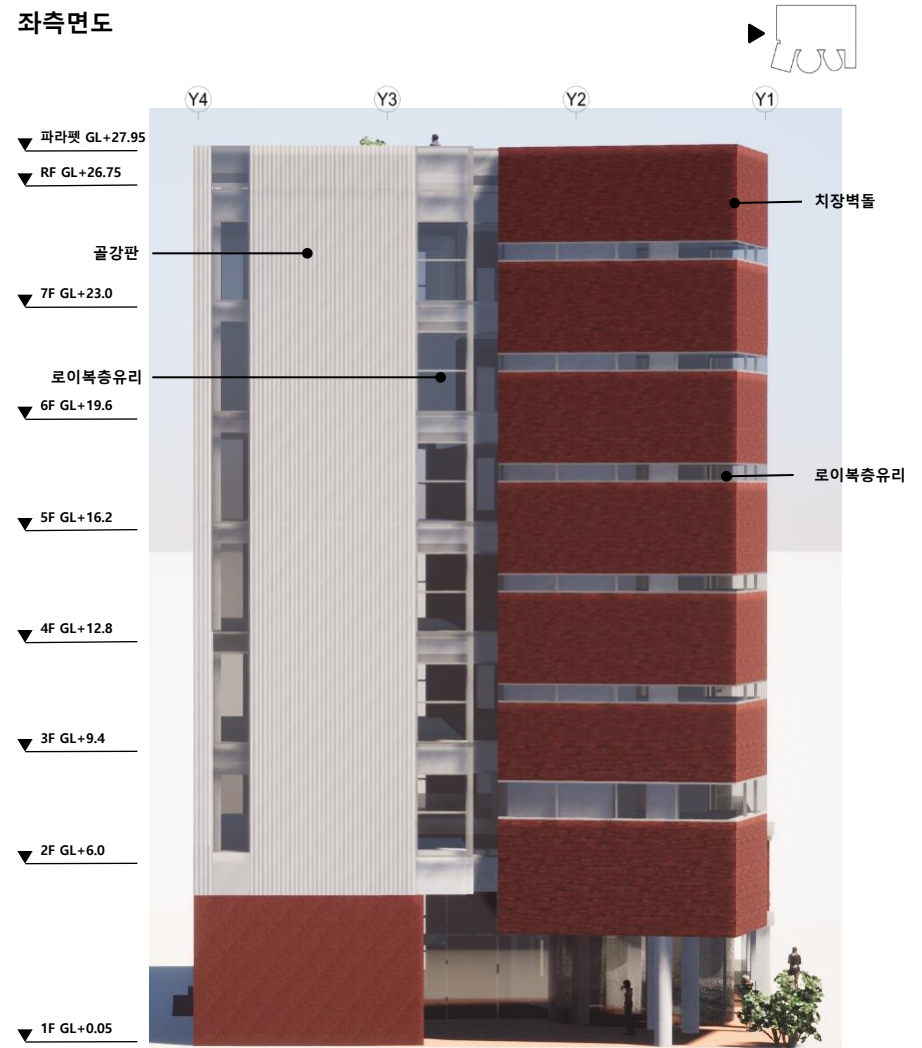 좌측면도
Y4
Y3
Y2
Y1
파라펫 GL+27.95
RF GL+26.75
치장벽돌
골강판
7F GL+23.0
로이복층유리
6F GL+19.6
로이복층유리
5F GL+16.2
4F GL+12.8
3F GL+9.4
2F GL+6.0
1F GL+0.05